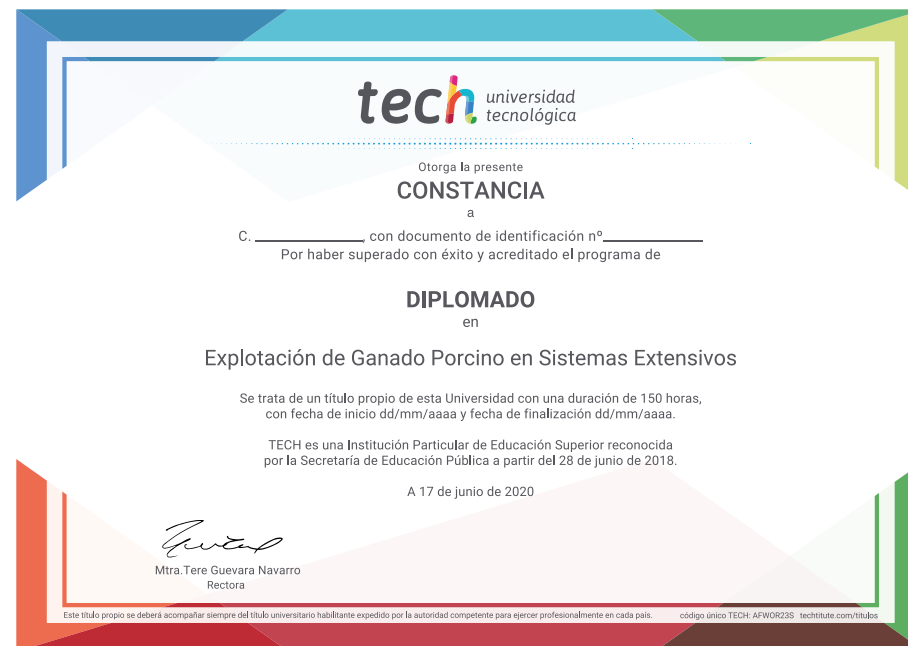 tech universidad
tecnológica
Otorga la presente
CONSTANCIA
a
C. ____________, con documento de identificación nº____________
Por haber superado con éxito y acreditado el programa de
DIPLOMADO
en
Explotación de Ganado Porcino en Sistemas Extensivos
Se trata de un título propio de esta Universidad con una duración de 150 horas,
con fecha de inicio dd/mm/aaaa y fecha de finalización dd/mm/aaaa.
TECH es una Institución Particular de Educación Superior reconocida
por la Secretaría de Educación Pública a partir del 28 de junio de 2018.
A 17 de junio de 2020
Mtra.Tere Guevara Navarro
Rectora
Este título propio se deberá acompañar siempre del título universitario habilitante expedido por la autoridad competente para ejercer profesionalmente en cada país. código único TECH: AFWOR23S techtitute.com/titulos